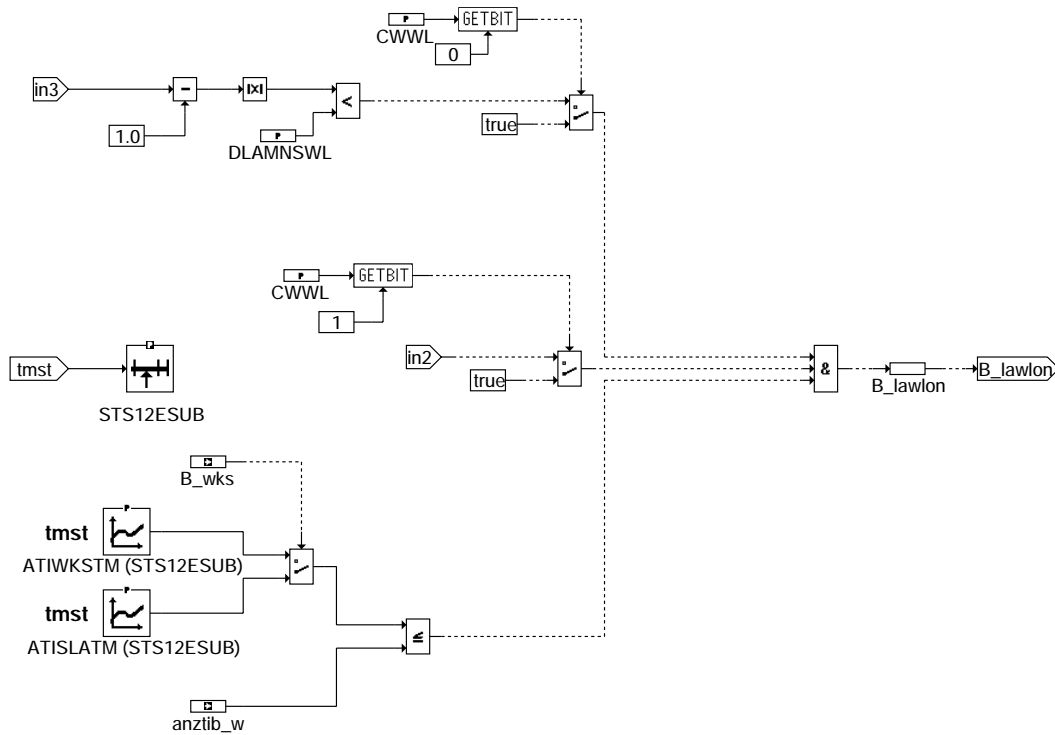 P
GETBIT
CWWL
0
in3
-
|x|
<
1.0
P
DLAMNSWL
true
P
GETBIT
CWWL
1
in2
true
tmst
STS12ESUB
&
B_lawlon
B_lawlon
B_wks
P
tmst
ATIWKSTM (STS12ESUB)
P
tmst
ATISLATM (STS12ESUB)
≤
anztib_w